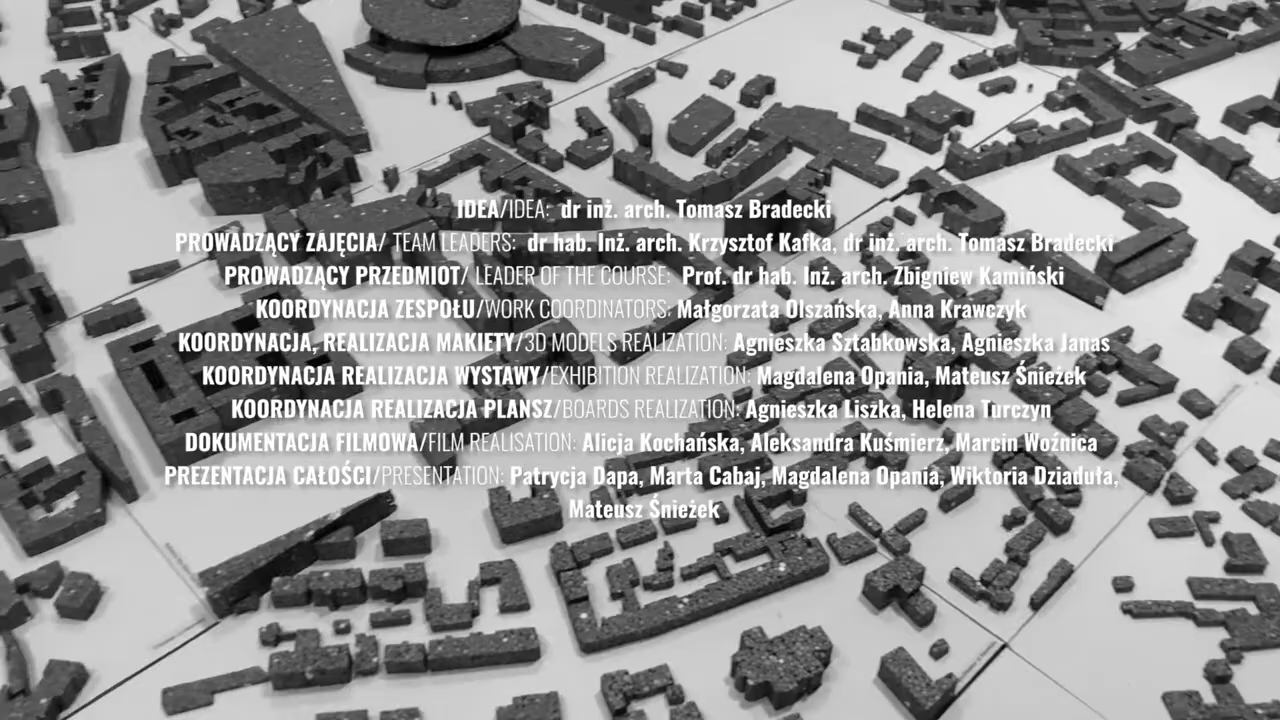 IDEA/IDEA: dr inż. arch. Tomasz Bradecki
PROWADZĄCY ZAJĘCIA/ TEAM LEADERS: dr hab. Inż. arch. Krzysztof Kafka, dr inż. arch. Tomasz Bradecki
PROWADZĄCY PRZEDMIOT/ LEADER OF THE COURSE: Prof. dr hab. Inż. arch. Zbigniew Kamiński
KOORDYNACJA ZESPOŁU/WORK COORDINATORS: Małgorzata Olszańska, Anna Krawczyk
KOORDYNACJA, REALIZACJA MAKIETY/3D MODELS REALIZATION: Agnieszka Sztabkowska, Agnieszka Janas
KOORDYNACJA REALIZACJA WYSTAWY/EXHIBITION REALIZATION: Magdalena Opania, Mateusz Śnieżek
KOORDYNACJA REALIZACJA PLANSZ/BOARDS REALIZATION: Agnieszka Liszka, Helena Turczyn
DOKUMENTACJA FILMOWA/FILM REALISATION: Alicja Kochańska, Aleksandra Kuśmierz, Marcin Woźnica
PREZENTACJA CAŁOŚCI/PRESENTATION: Patrycja Dapa, Marta Cabaj, Magdalena Opania, Wiktoria Dziaduła,
Mateusz Śnieżek